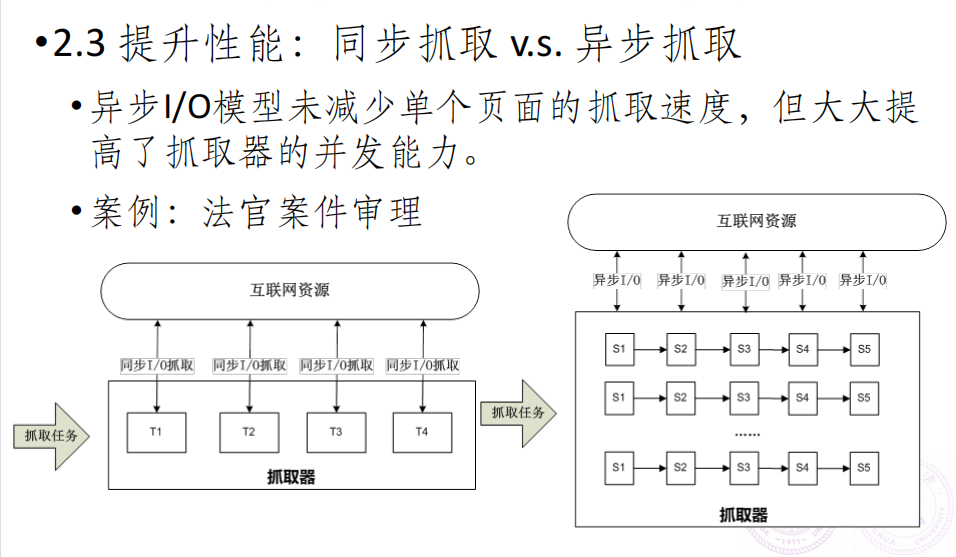 •2.3 提升性能：同步抓取 v.s. 异步抓取
•异步I/O模型未减少单个页面的抓取速度，但大大提
高了抓取器的并发能力。
•案例：法官案件审理
互联网资源
同步I/O抓取 同步I/O抓取 同步I/O抓取 同步I/O抓取
抓取任务
T1 T2 T3 T4
抓取器
互联网资源
异步I/O 异步I/O 异步I/O 异步I/O 异步I/O
抓取任务
S1 S2 S3 S4 S5
S1 S2 S3 S4 S5
……
S1 S2 S3 S4 S5
抓取器
-1911-